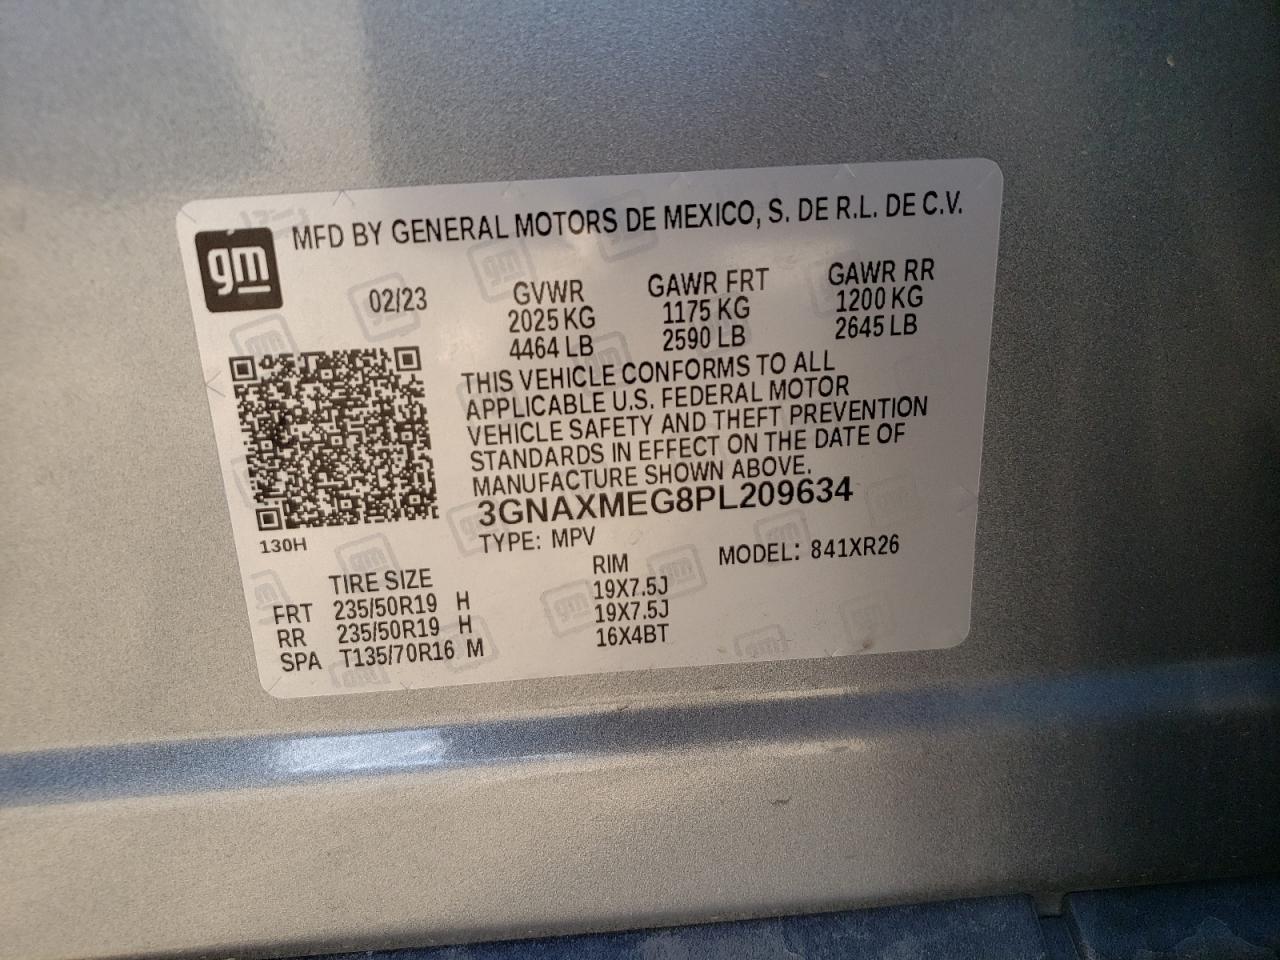 gm
MFD BY GENERAL MOTORS DE MEXICO, S. DE R.L. DE C.V.
02/23
GVWR
2025 KG
4464 LB
GAWR FRT
1175 KG
2590 LB
GAWR RR
1200 KG
2645 LB
THIS VEHICLE CONFORMS TO ALL
APPLICABLE U.S. FEDERAL MOTOR
VEHICLE SAFETY AND THEFT PREVENTION
STANDARDS IN EFFECT ON THE DATE OF
MANUFACTURE SHOWN ABOVE.
3GNAXMEG8PL209634
130H
TYPE: MPV
MODEL: 841XR26
TIRE SIZE RIM
FRT 235/50R19 H 19X7.5J
RR 235/50R19 H 19X7.5J
SPA T135/70R16 M 16X4BT